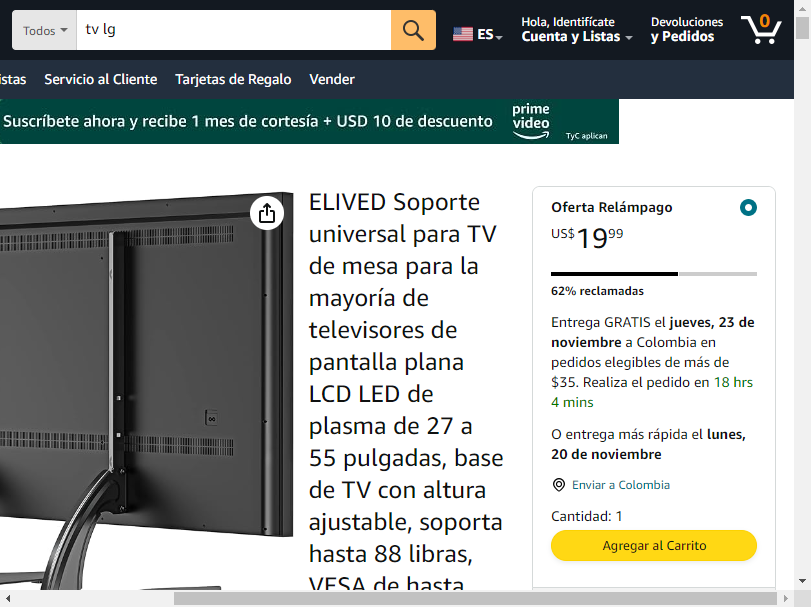 Todos
tv lg
ES
Hola, Identifícate
Cuenta y Listas
Devoluciones
y Pedidos
0
istas
Servicio al Cliente
Tarjetas de Regalo
Vender
Suscríbete ahora y recibe 1 mes de cortesía + USD 10 de descuento
prime
video
TyC aplican
ELIVED Soporte
universal para TV
de mesa para la
mayoría de
televisores de
pantalla plana
LCD LED de
plasma de 27 a
55 pulgadas, base
de TV con altura
ajustable, soporta
hasta 88 libras,
VESA de hasta
Oferta Relámpago
US$1999
62% reclamadas
Entrega GRATIS el jueves, 23 de
noviembre a Colombia en
pedidos elegibles de más de
$35. Realiza el pedido en 18 hrs
4 mins
O entrega más rápida el lunes,
20 de noviembre
Enviar a Colombia
Cantidad: 1
Agregar al Carrito